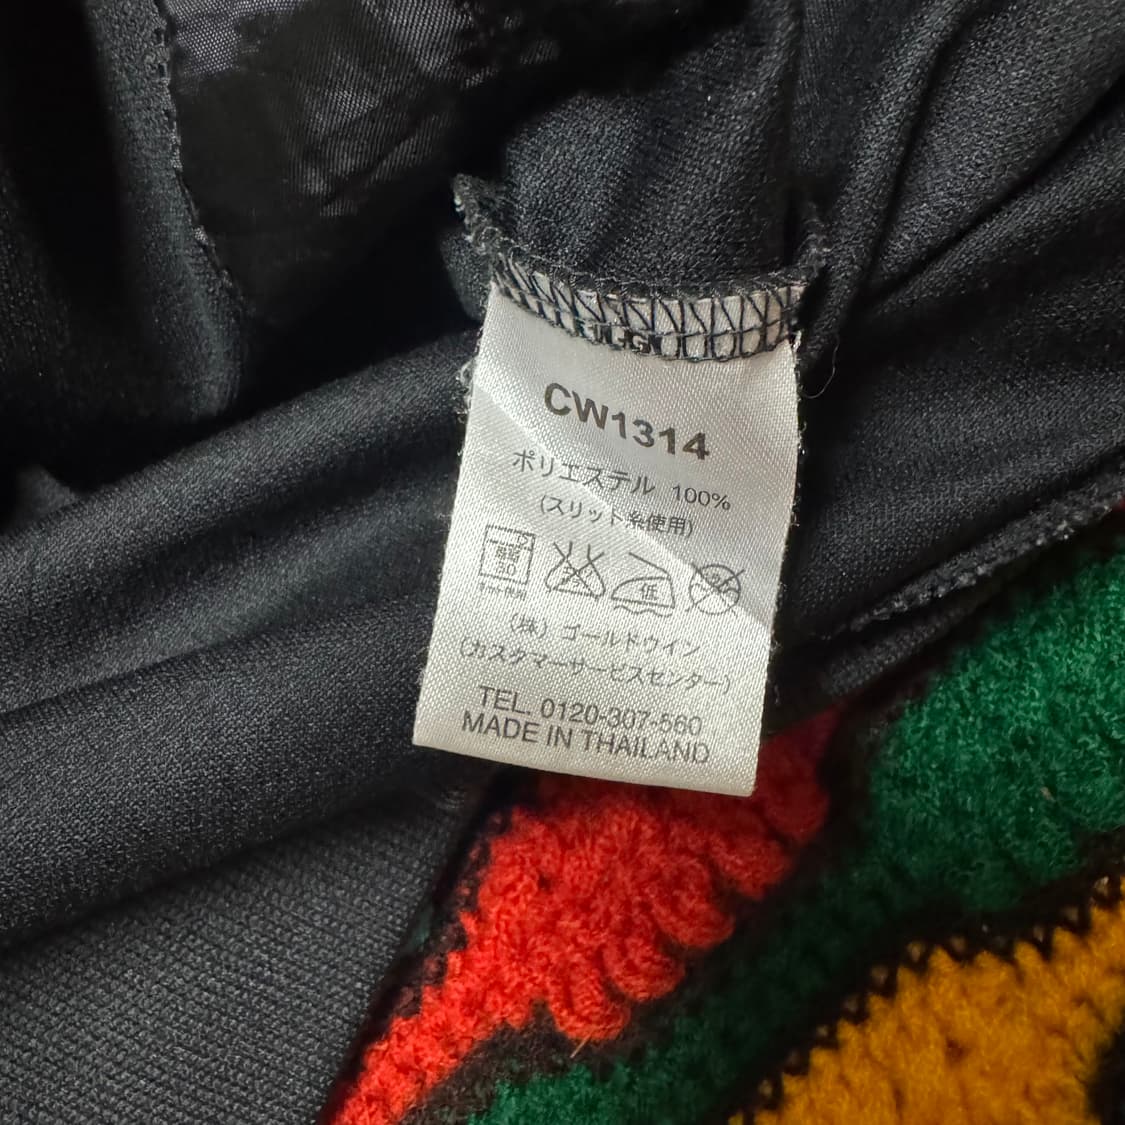 CW1314
ポリエステル 100%
(スリット糸使用)
低
(株) ゴールドウイン
(カスタマーサービスセンター)
TEL. 0120-307-560
MADE IN THAILAND